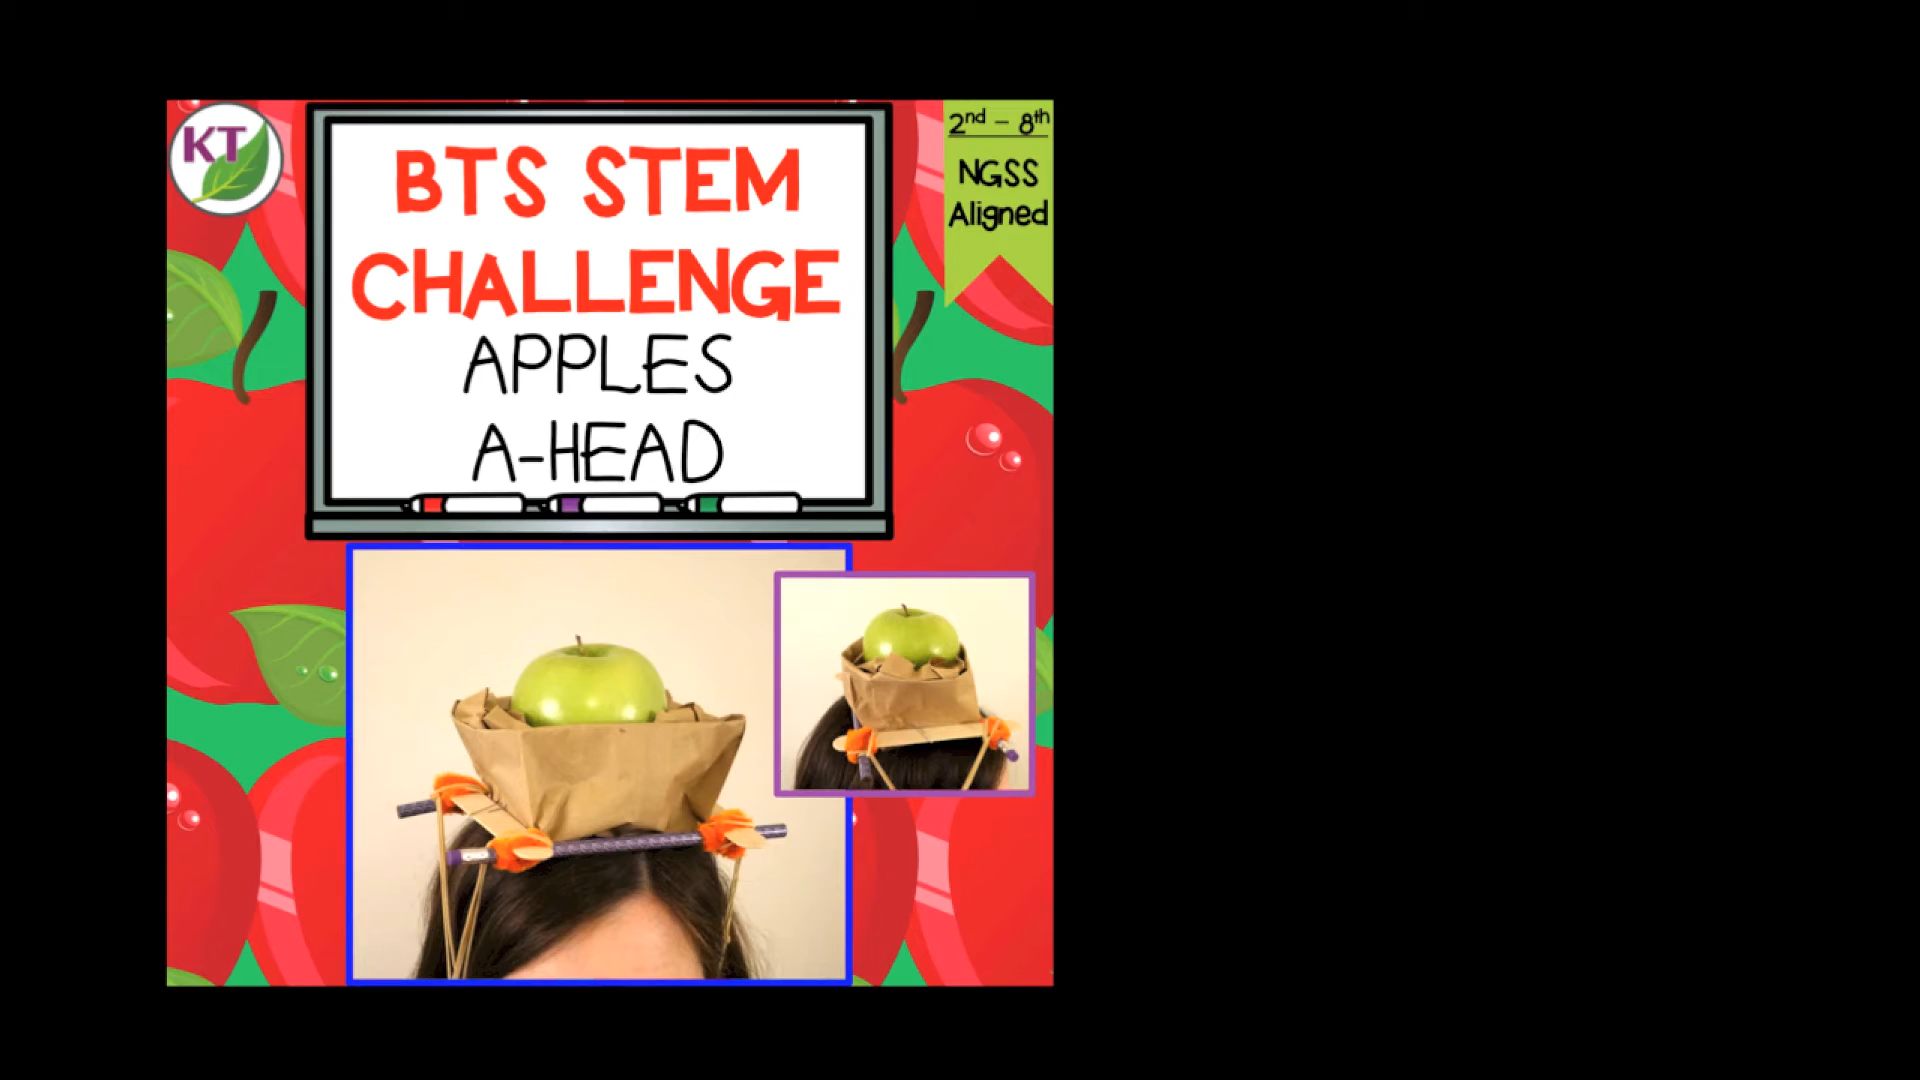 KT
BTS STEM
CHALLENGE
APPLES
A-HEAD
2nd - 8th
NGSS
Aligned